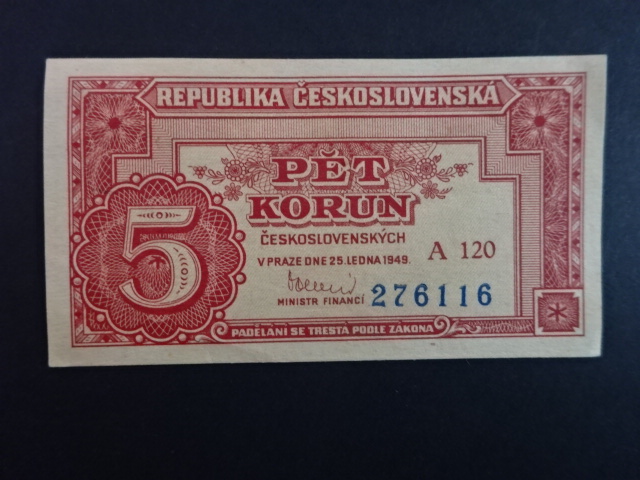 REPUBLIKA ČESKOSLOVENSKÁ
PĚT
KORUN
ČESKOSLOVENSKÝCH
V PRAZE DNE 25. LEDNA 1949.
A 120
MINISTR FINANCÍ
276116
5
PADĚLÁNÍ SE TRESTÁ PODLE ZÁKONA